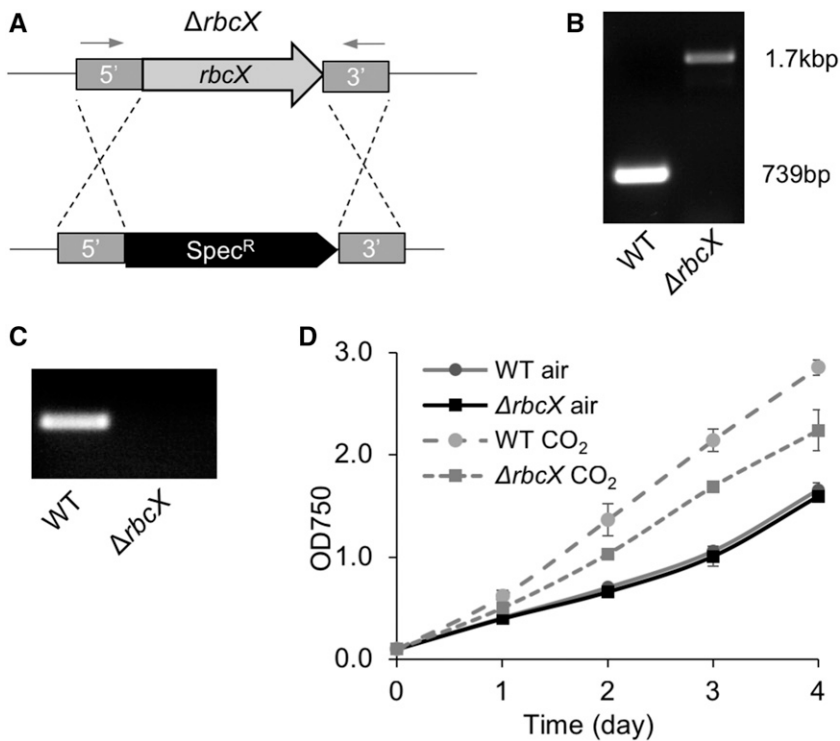 A
ΔrbcX
5'
rbcX
3'
5'
Spec^R
3'
B
1.7kbp
739bp
WT
ΔrbcX
C
WT
ΔrbcX
D
3.0
2.0
1.0
0.0
OD750
WT air
ΔrbcX air
WT CO₂
ΔrbcX CO₂
0 1 2 3 4
Time (day)